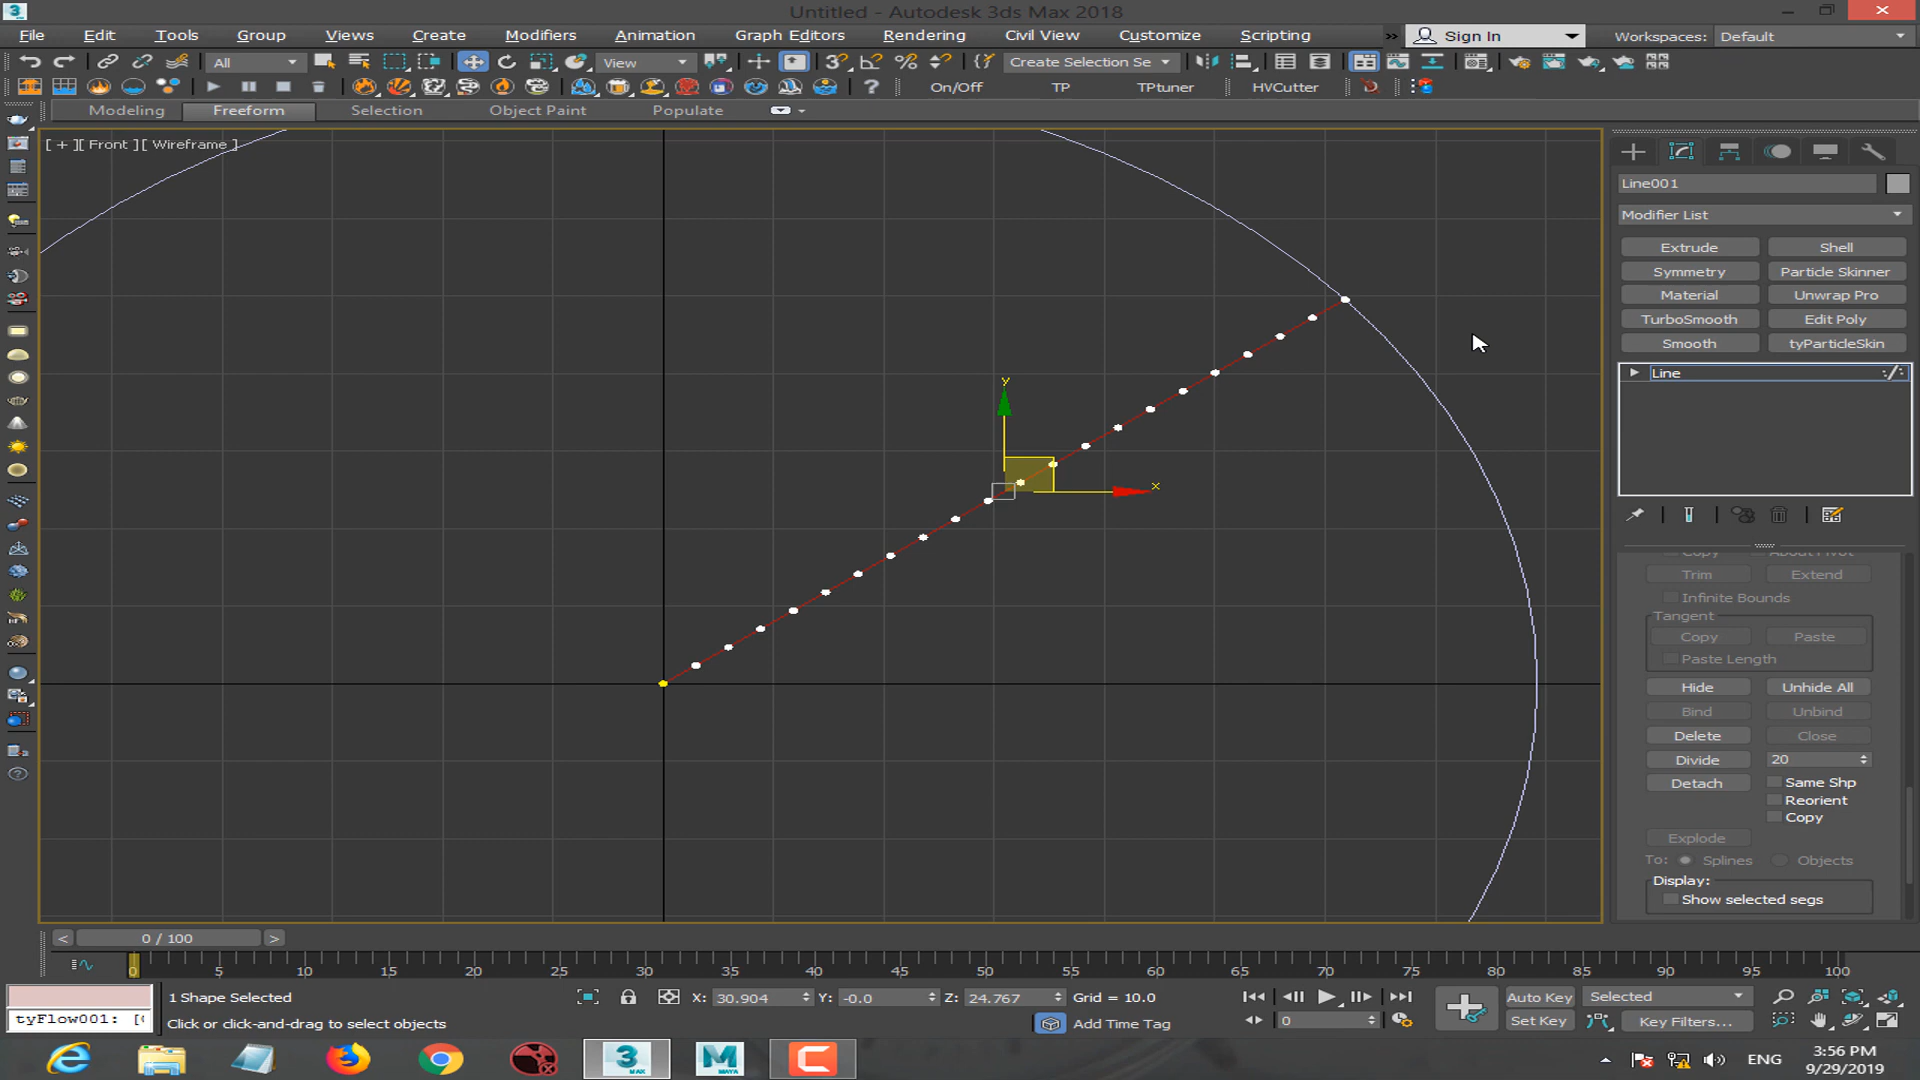 Untitled - Autodesk 3ds Max 2018
File Edit Tools Group Views Create Modifiers Animation Graph Editors Rendering Civil View Customize Scripting » Sign In Workspaces: Default
All View Create Selection Se
On/Off TP TPtuner HVCutter
Modeling Freeform Selection Object Paint Populate
[ + ][ Front ][ Wireframe ]
Line001
Modifier List
Extrude Shell
Symmetry Particle Skinner
Material Unwrap Pro
TurboSmooth Edit Poly
Smooth tyParticleSkin
Line
y
x
Copy About Pivot
Trim Extend
Infinite Bounds
Tangent
Copy Paste
Paste Length
Hide Unhide All
Bind Unbind
Delete Close
Divide 20
Detach Same Shp
Reorient
Copy
Explode
To: Splines Objects
Display:
Show selected segs
< 0 / 100 >
0 5 10 15 20 25 30 35 40 45 50 55 60 65 70 75 80 85 90 95 100
1 Shape Selected X: 30.904 Y: -0.0 Z: 24.767 Grid = 10.0 Auto Key Selected
tyFlow001: [ Click or click-and-drag to select objects Add Time Tag 0 Set Key Key Filters...
3 MAX M MAYA C ENG 3:56 PM
9/29/2019